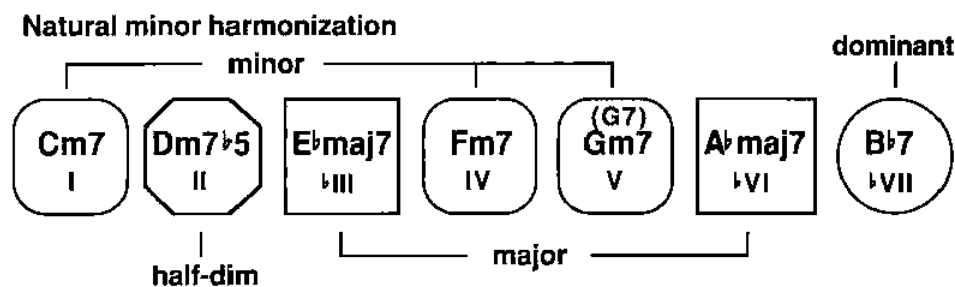 Natural minor harmonization
minor
dominant
(G7)
Cm7 Dm7♭5 E♭maj7 Fm7 Gm7 A♭maj7 B♭7
I II ♭III IV V ♭VI ♭VII
major
half-dim